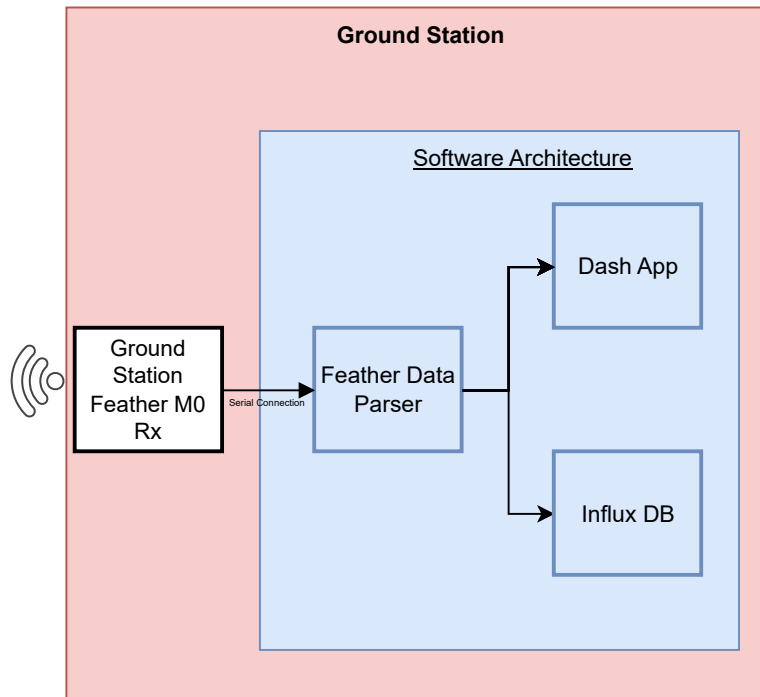 Ground Station
Software Architecture
Dash App
Ground
Station
Feather M0
Rx
Serial Connection
Feather Data
Parser
Influx DB